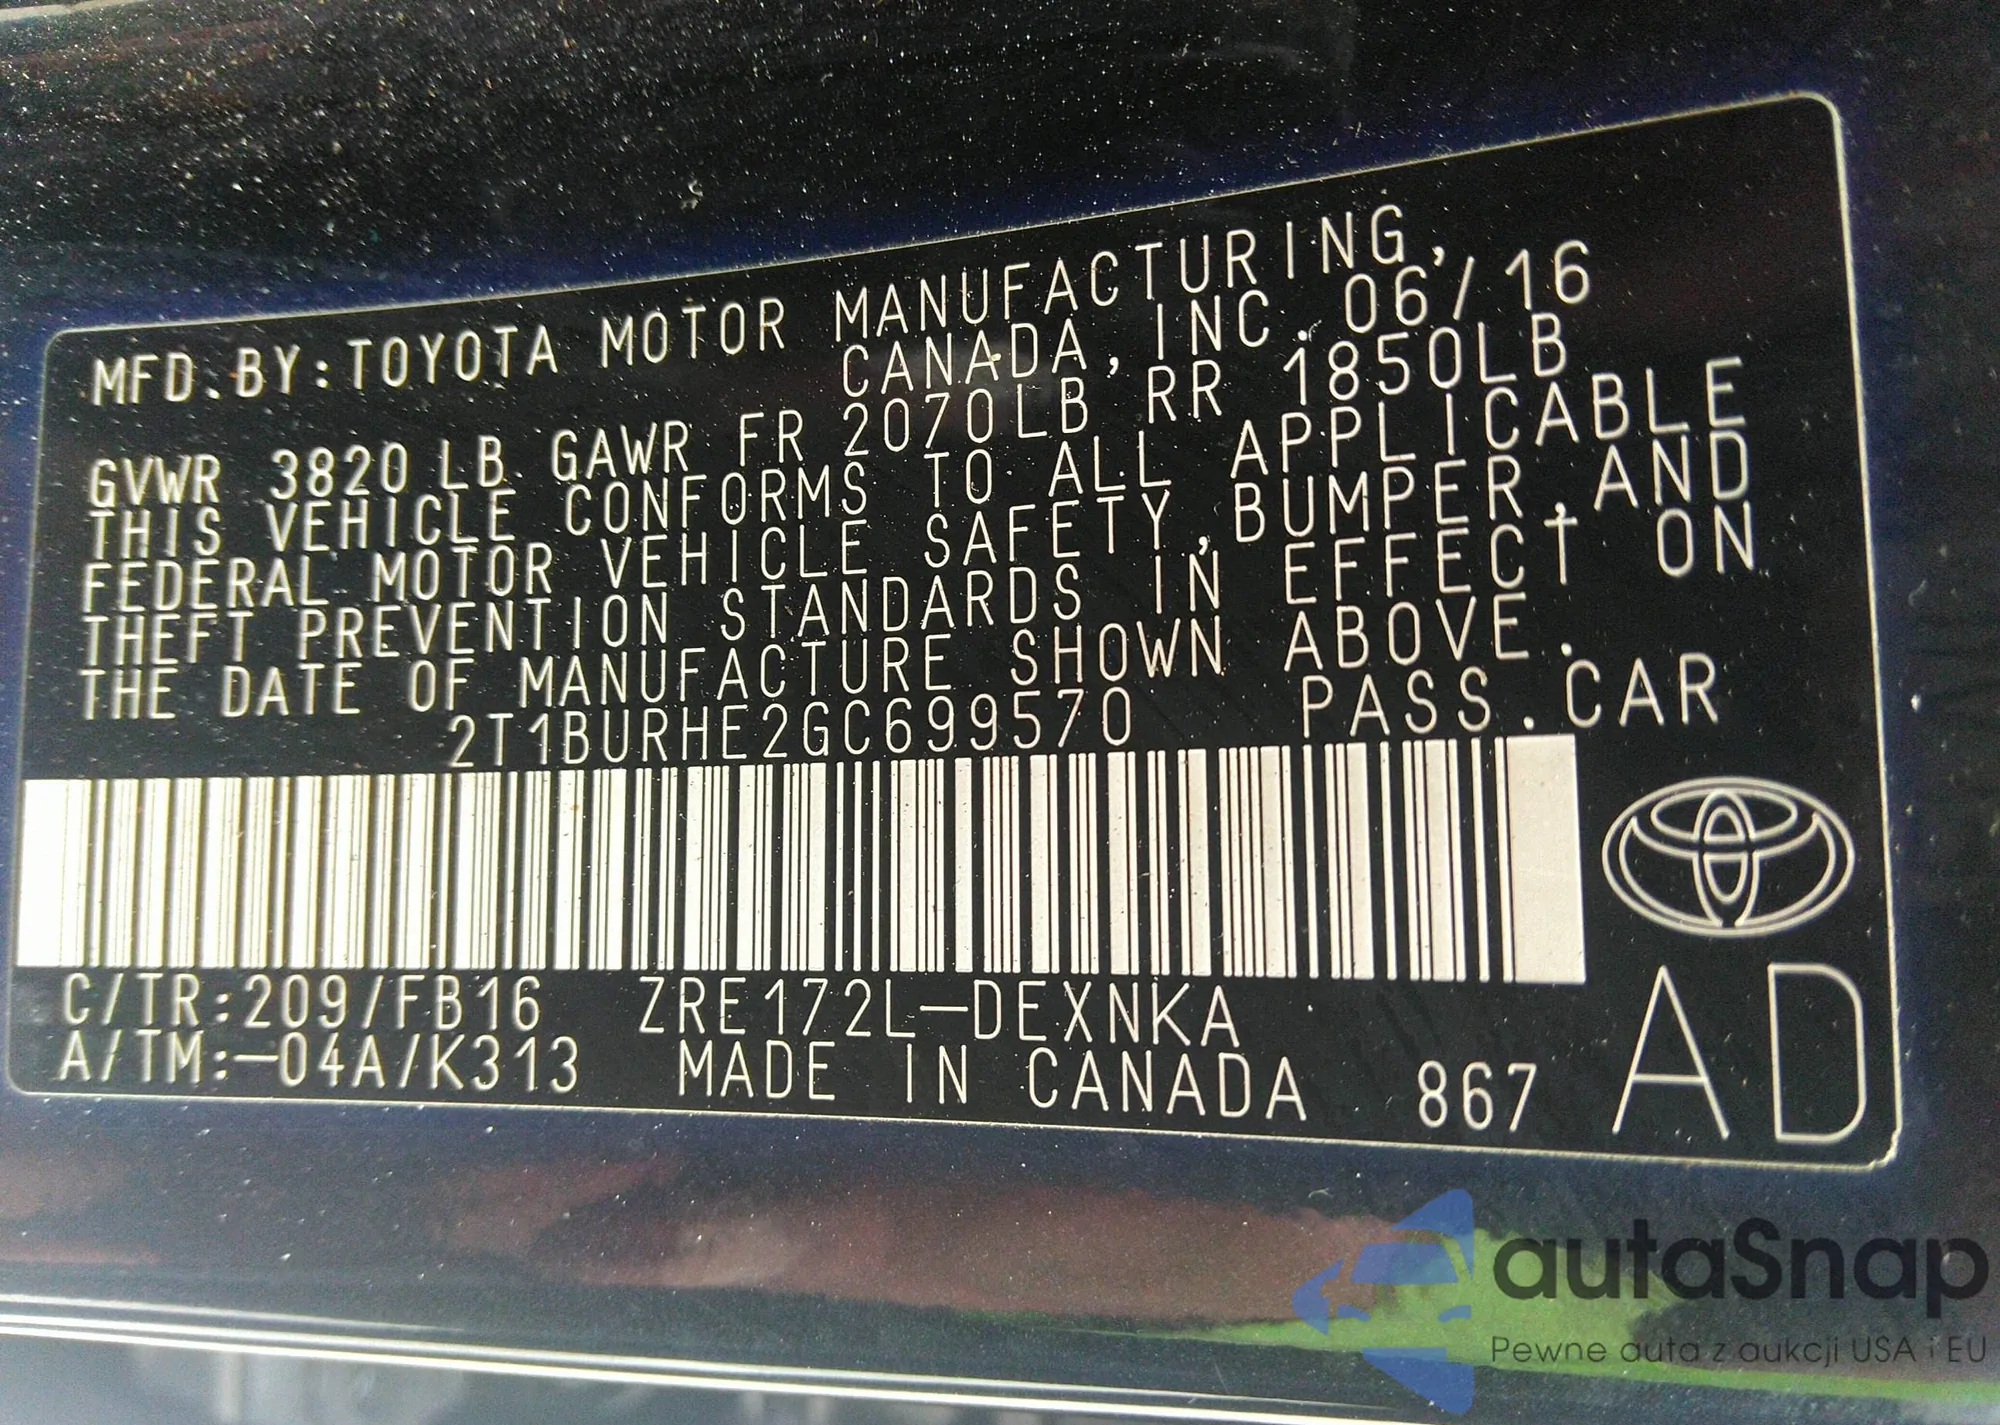 MFD.BY:TOYOTA MOTOR MANUFACTURING,
CANADA, INC. 06/16
GVWR 3820 LB GAWR FR 2070LB RR 1850LB
THIS VEHICLE CONFORMS TO ALL APPLICABLE
FEDERAL MOTOR VEHICLE SAFETY,BUMPER,AND
THEFT PREVENTION STANDARDS IN EFFECT ON
THE DATE OF MANUFACTURE SHOWN ABOVE.
2T1BURHE2GC699570 PASS.CAR
C/TR:209/FB16 ZRE172L-DEXNKA
A/TM:-04A/K313 MADE IN CANADA 867 AD
autaSnap
Pewne auta z aukcji USA i EU